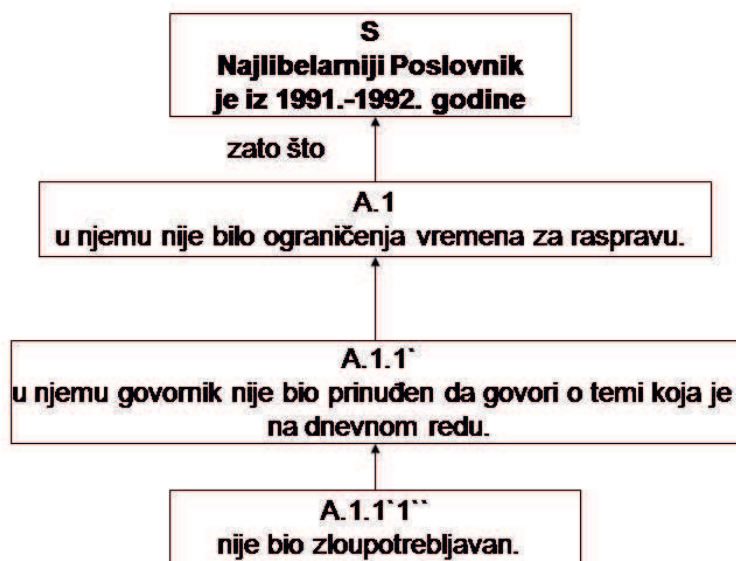 S
Najlibelarniji Poslovnik
je iz 1991.-1992. godine
zato što
A.1
u njemu nije bilo ograničenja vremena za raspravu.
A.1.1`
u njemu govornik nije bio prinuđen da govori o temi koja je
na dnevnom redu.
A.1.1`1``
nije bio zloupotrebljavan.